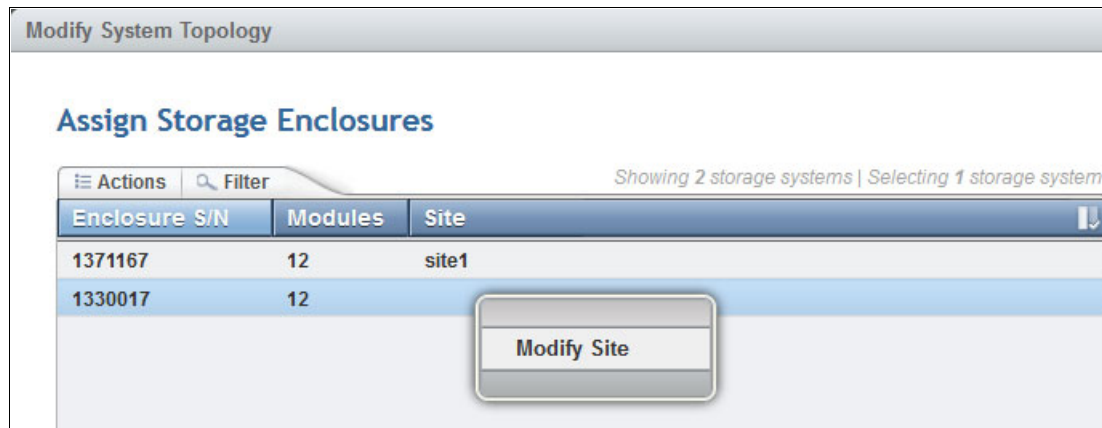 Modify System Topology
Assign Storage Enclosures
Actions Filter Showing 2 storage systems | Selecting 1 storage system
Enclosure S/N Modules Site
1371167 12 site1
1330017 12
Modify Site